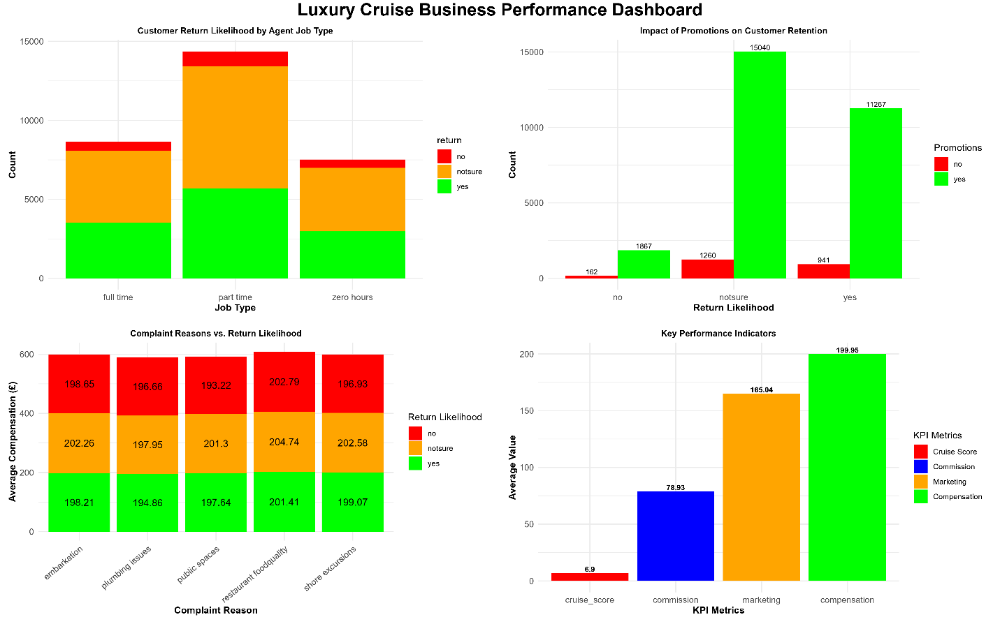 Luxury Cruise Business Performance Dashboard
Customer Return Likelihood by Agent Job Type
15000
10000
5000
0
Count
full time
part time
zero hours
Job Type
return
no
notsure
yes
Impact of Promotions on Customer Retention
15000
10000
5000
0
Count
162
1867
1260
15040
941
11267
no
notsure
yes
Return Likelihood
Promotions
no
yes
Complaint Reasons vs. Return Likelihood
600
400
200
0
Average Compensation (£)
198.65
196.66
193.22
202.79
196.93
202.26
197.95
201.3
204.74
202.58
198.21
194.86
197.64
201.41
199.07
embarkation
plumbing issues
public spaces
restaurant foodquality
shore excursions
Complaint Reason
Return Likelihood
no
notsure
yes
Key Performance Indicators
200
150
100
50
0
Average Value
6.9
78.93
165.04
199.95
cruise_score
commission
marketing
compensation
KPI Metrics
KPI Metrics
Cruise Score
Commission
Marketing
Compensation